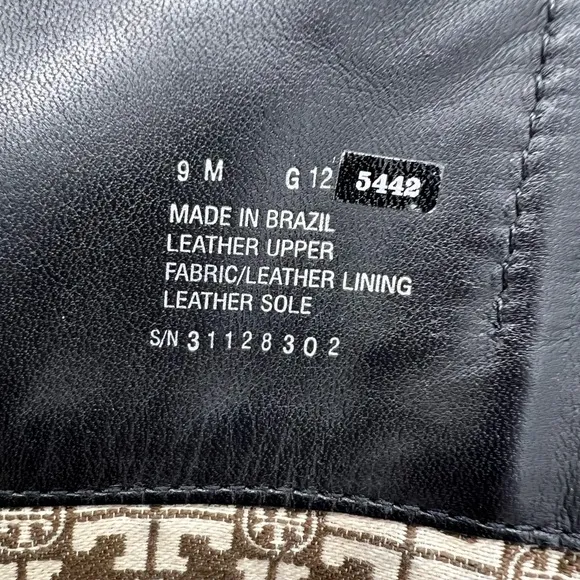 9 M G 12 5442
MADE IN BRAZIL
LEATHER UPPER
FABRIC/LEATHER LINING
LEATHER SOLE
S/N 31128302